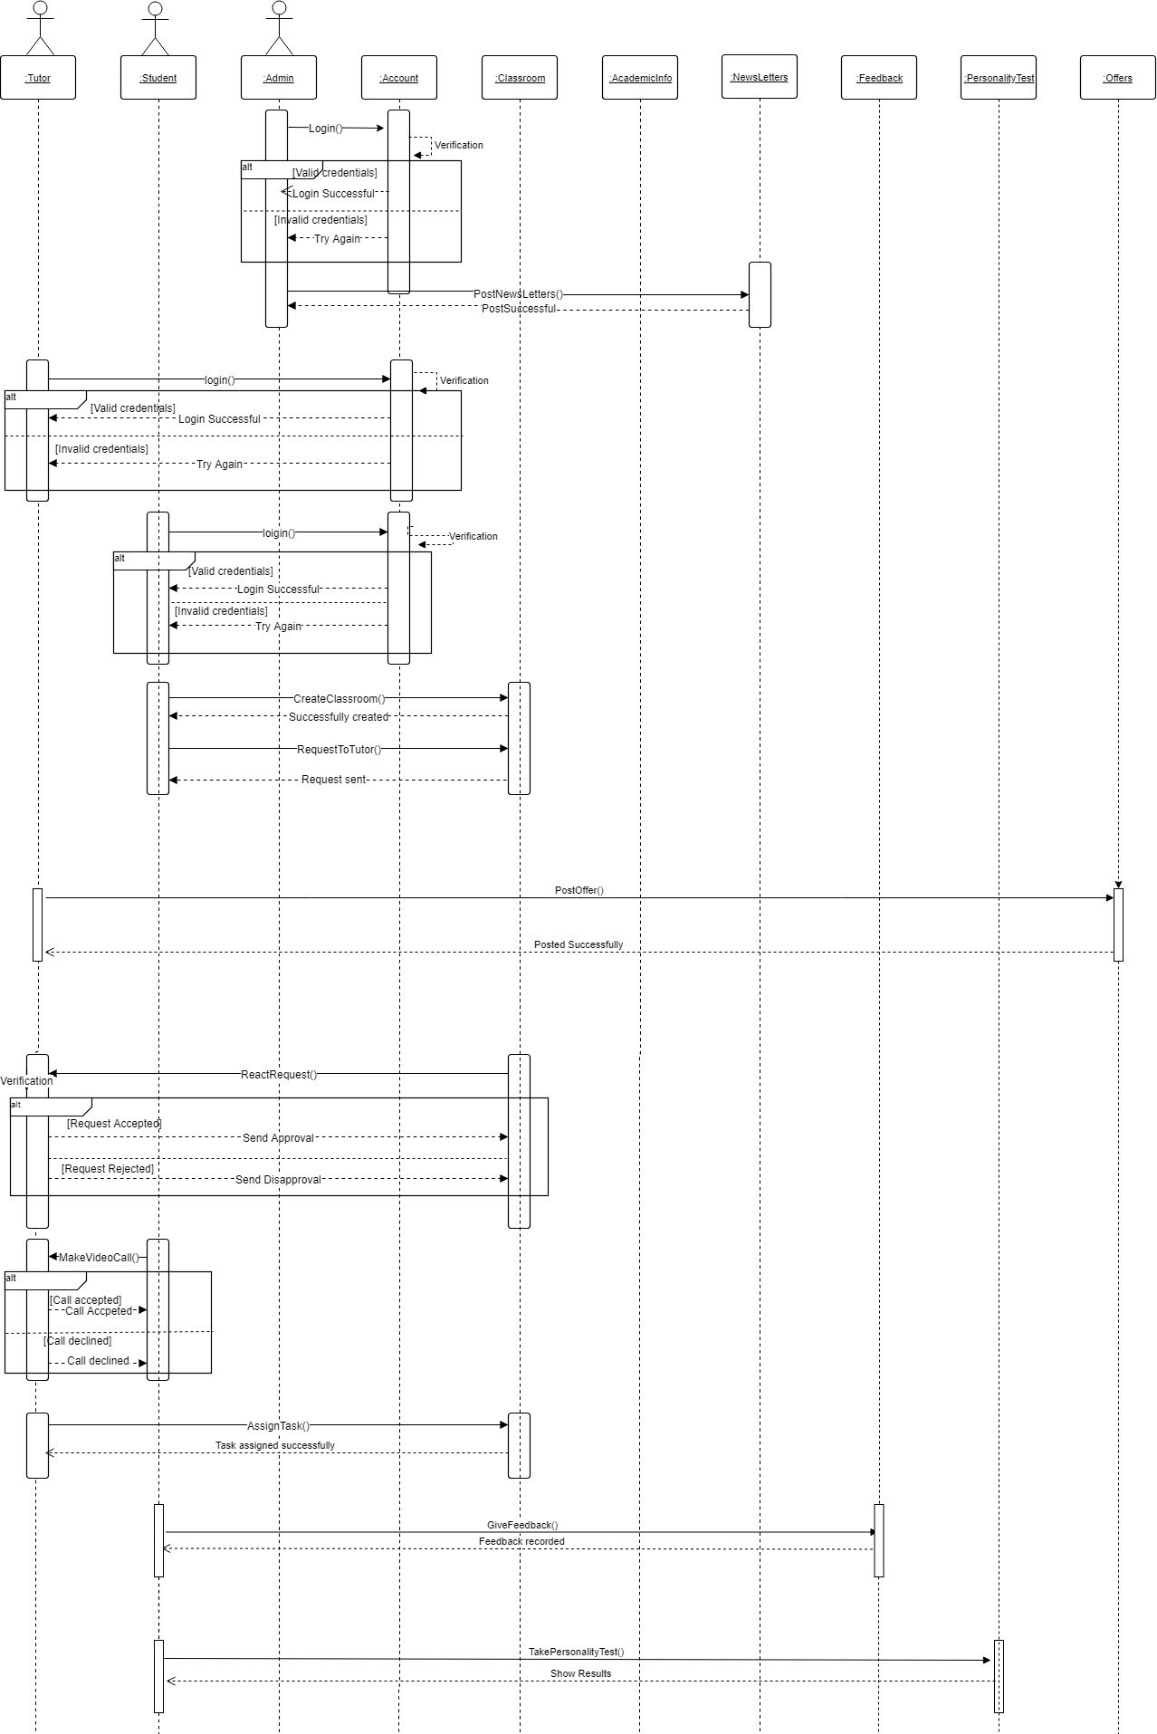 :Tutor
:Student
:Admin
:Account
:Classroom
:AcademicInfo
:NewsLetters
:Feedback
:PersonalityTest
:Offers
Login()
Verification
alt
[Valid credentials]
Login Successful
[Invalid credentials]
Try Again
PostNewsLetters()
PostSuccessful
login()
Verification
alt
[Valid credentials]
Login Successful
[Invalid credentials]
Try Again
loigin()
Verification
alt
[Valid credentials]
Login Successful
[Invalid credentials]
Try Again
CreateClassroom()
Successfully created
RequestToTutor()
Request sent
PostOffer()
Posted Successfully
ReactRequest()
Verification
alt
[Request Accepted]
Send Approval
[Request Rejected]
Send Disapproval
MakeVideoCall()
alt
[Call accepted]
Call Accpeted
[Call declined]
Call declined
AssignTask()
Task assigned successfully
GiveFeedback()
Feedback recorded
TakePersonalityTest()
Show Results